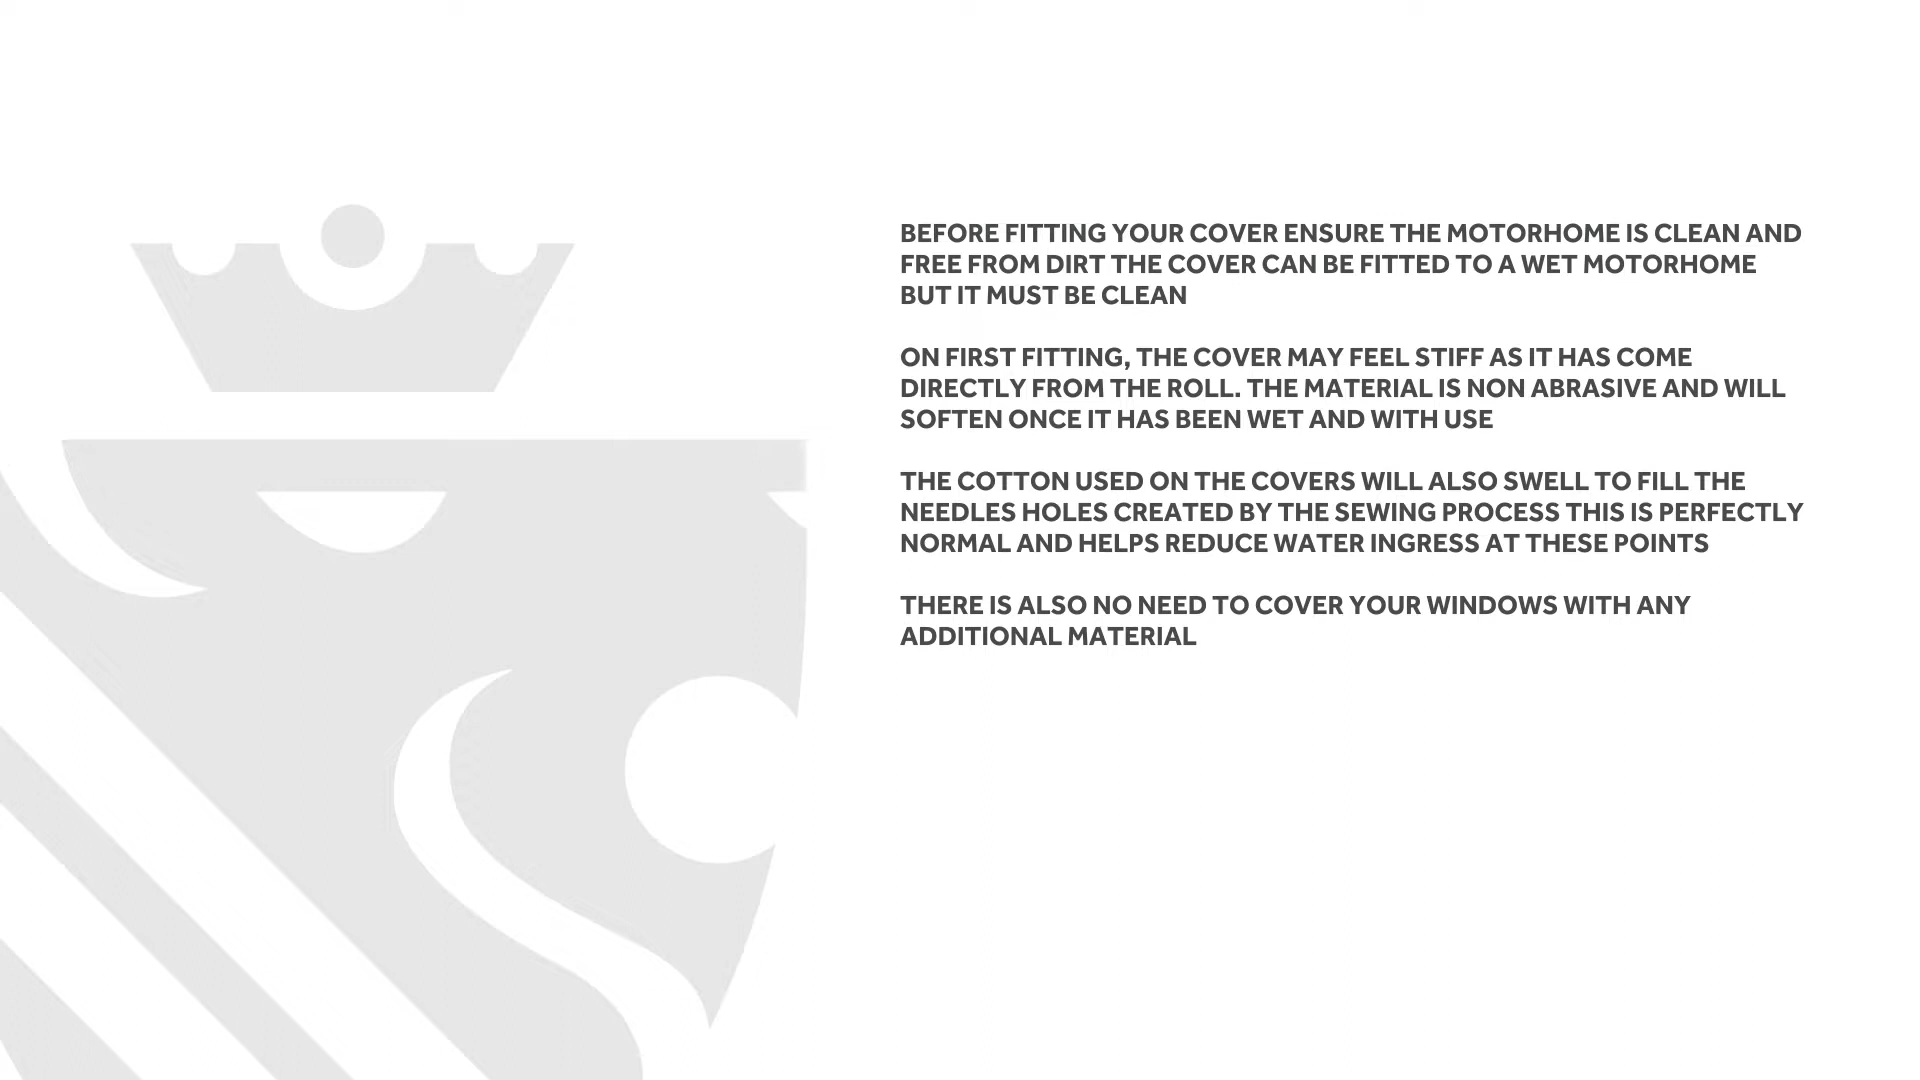 BEFORE FITTING YOUR COVER ENSURE THE MOTORHOME IS CLEAN AND
FREE FROM DIRT THE COVER CAN BE FITTED TO A WET MOTORHOME
BUT IT MUST BE CLEAN
ON FIRST FITTING, THE COVER MAY FEEL STIFF AS IT HAS COME
DIRECTLY FROM THE ROLL. THE MATERIAL IS NON ABRASIVE AND WILL
SOFTEN ONCE IT HAS BEEN WET AND WITH USE
THE COTTON USED ON THE COVERS WILL ALSO SWELL TO FILL THE
NEEDLES HOLES CREATED BY THE SEWING PROCESS THIS IS PERFECTLY
NORMAL AND HELPS REDUCE WATER INGRESS AT THESE POINTS
THERE IS ALSO NO NEED TO COVER YOUR WINDOWS WITH ANY
ADDITIONAL MATERIAL